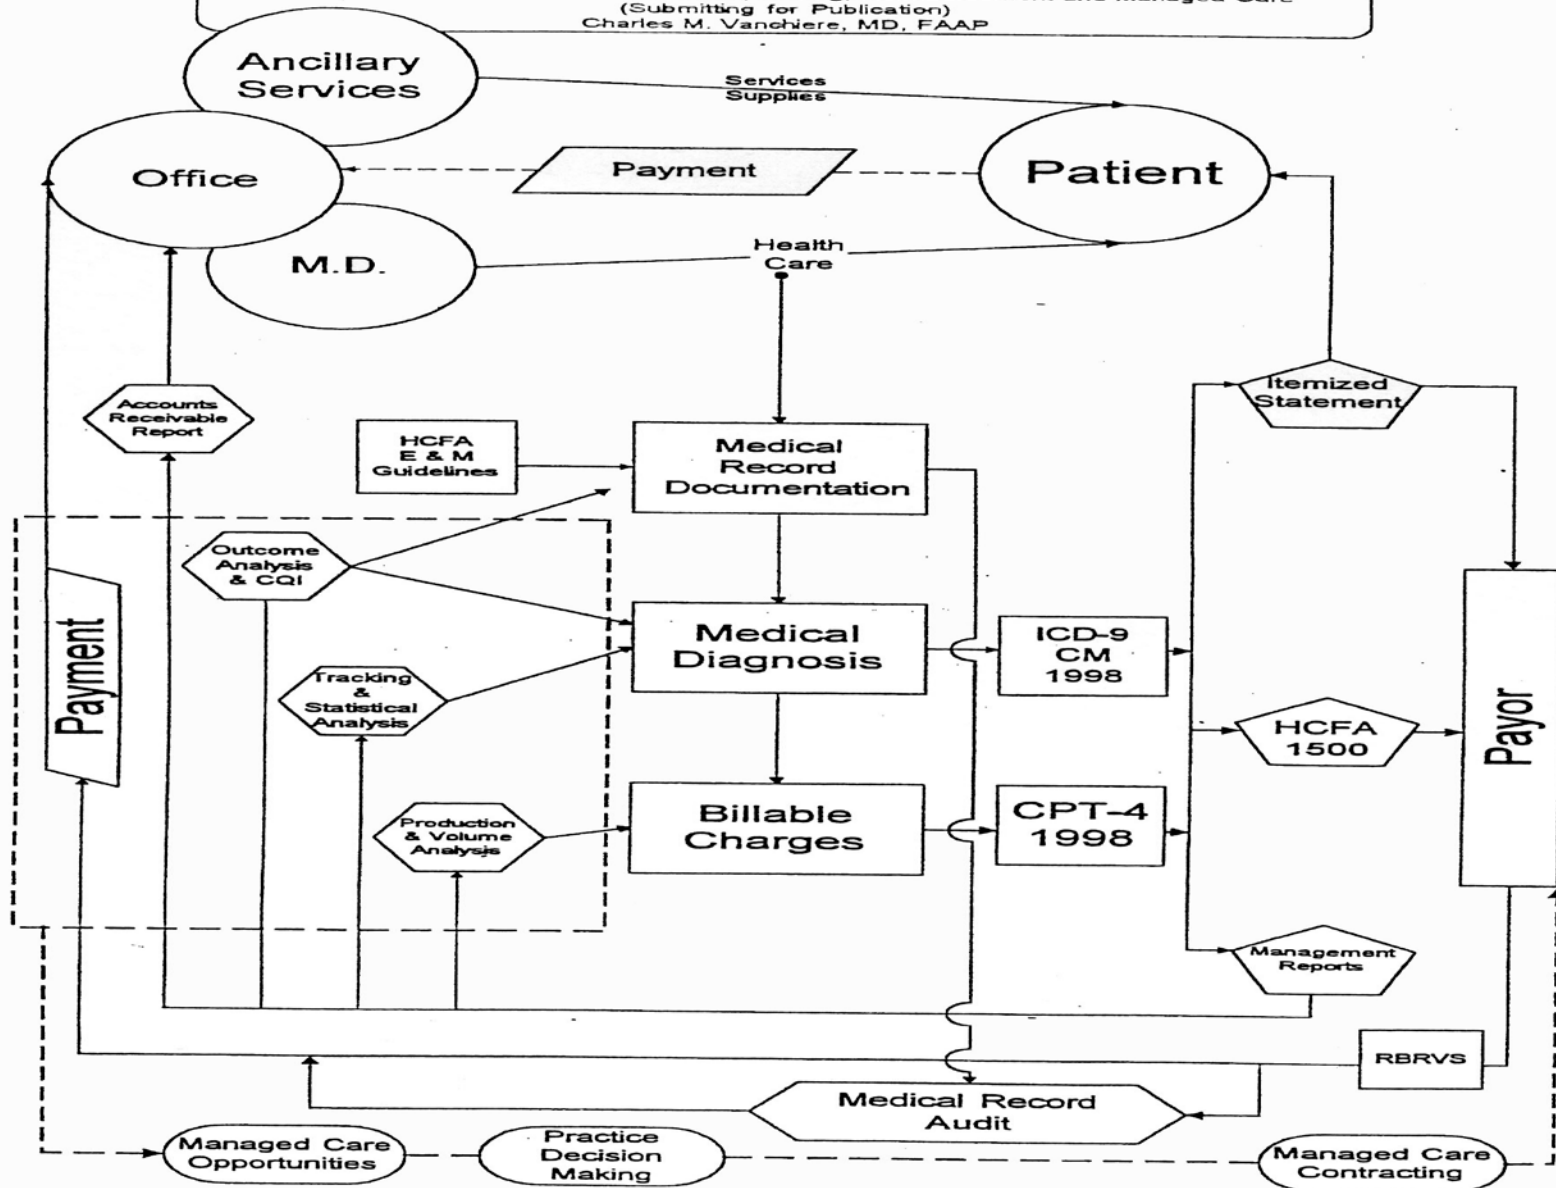 and Managed Care
(Submitting for Publication)
Charles M. Vanchiere, MD, FAAP
Ancillary
Services
Services
Supplies
Office
Payment
Patient
M.D.
Health
Care
Itemized
Statement
Accounts
Receivable
Report
HCFA
E & M
Guidelines
Medical
Record
Documentation
Outcome
Analysis
& CQI
Payment
Medical
Diagnosis
ICD-9
CM
1998
Tracking
&
Statistical
Analysis
HCFA
1500
Payor
Production
& Volume
Analysis
Billable
Charges
CPT-4
1998
Management
Reports
RBRVS
Medical Record
Audit
Managed Care
Opportunities
Practice
Decision
Making
Managed Care
Contracting